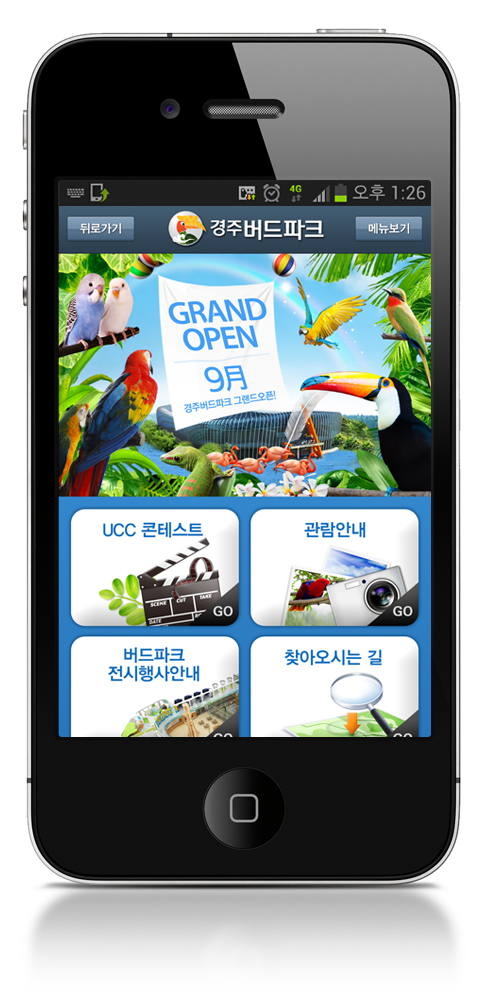 4G 오후 1:26
뒤로가기 경주버드파크 메뉴보기
GRAND
OPEN
9月
경주버드파크 그랜드오픈!
UCC 콘테스트
SCENE CUT TAKE
DATE
GO
관람안내
GO
버드파크
전시행사안내
GO
찾아오시는 길
GO